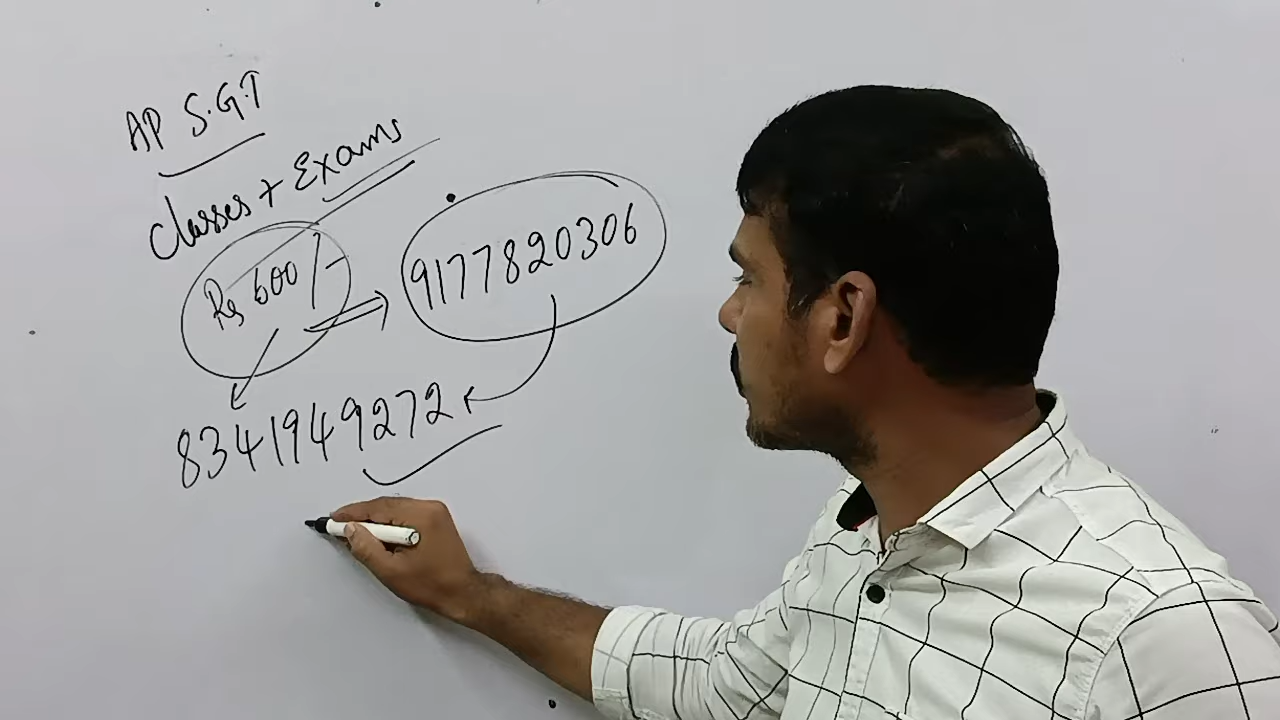 AP S.G.T
Classes + Exams
Rs 600/-
9177820306
8341949272